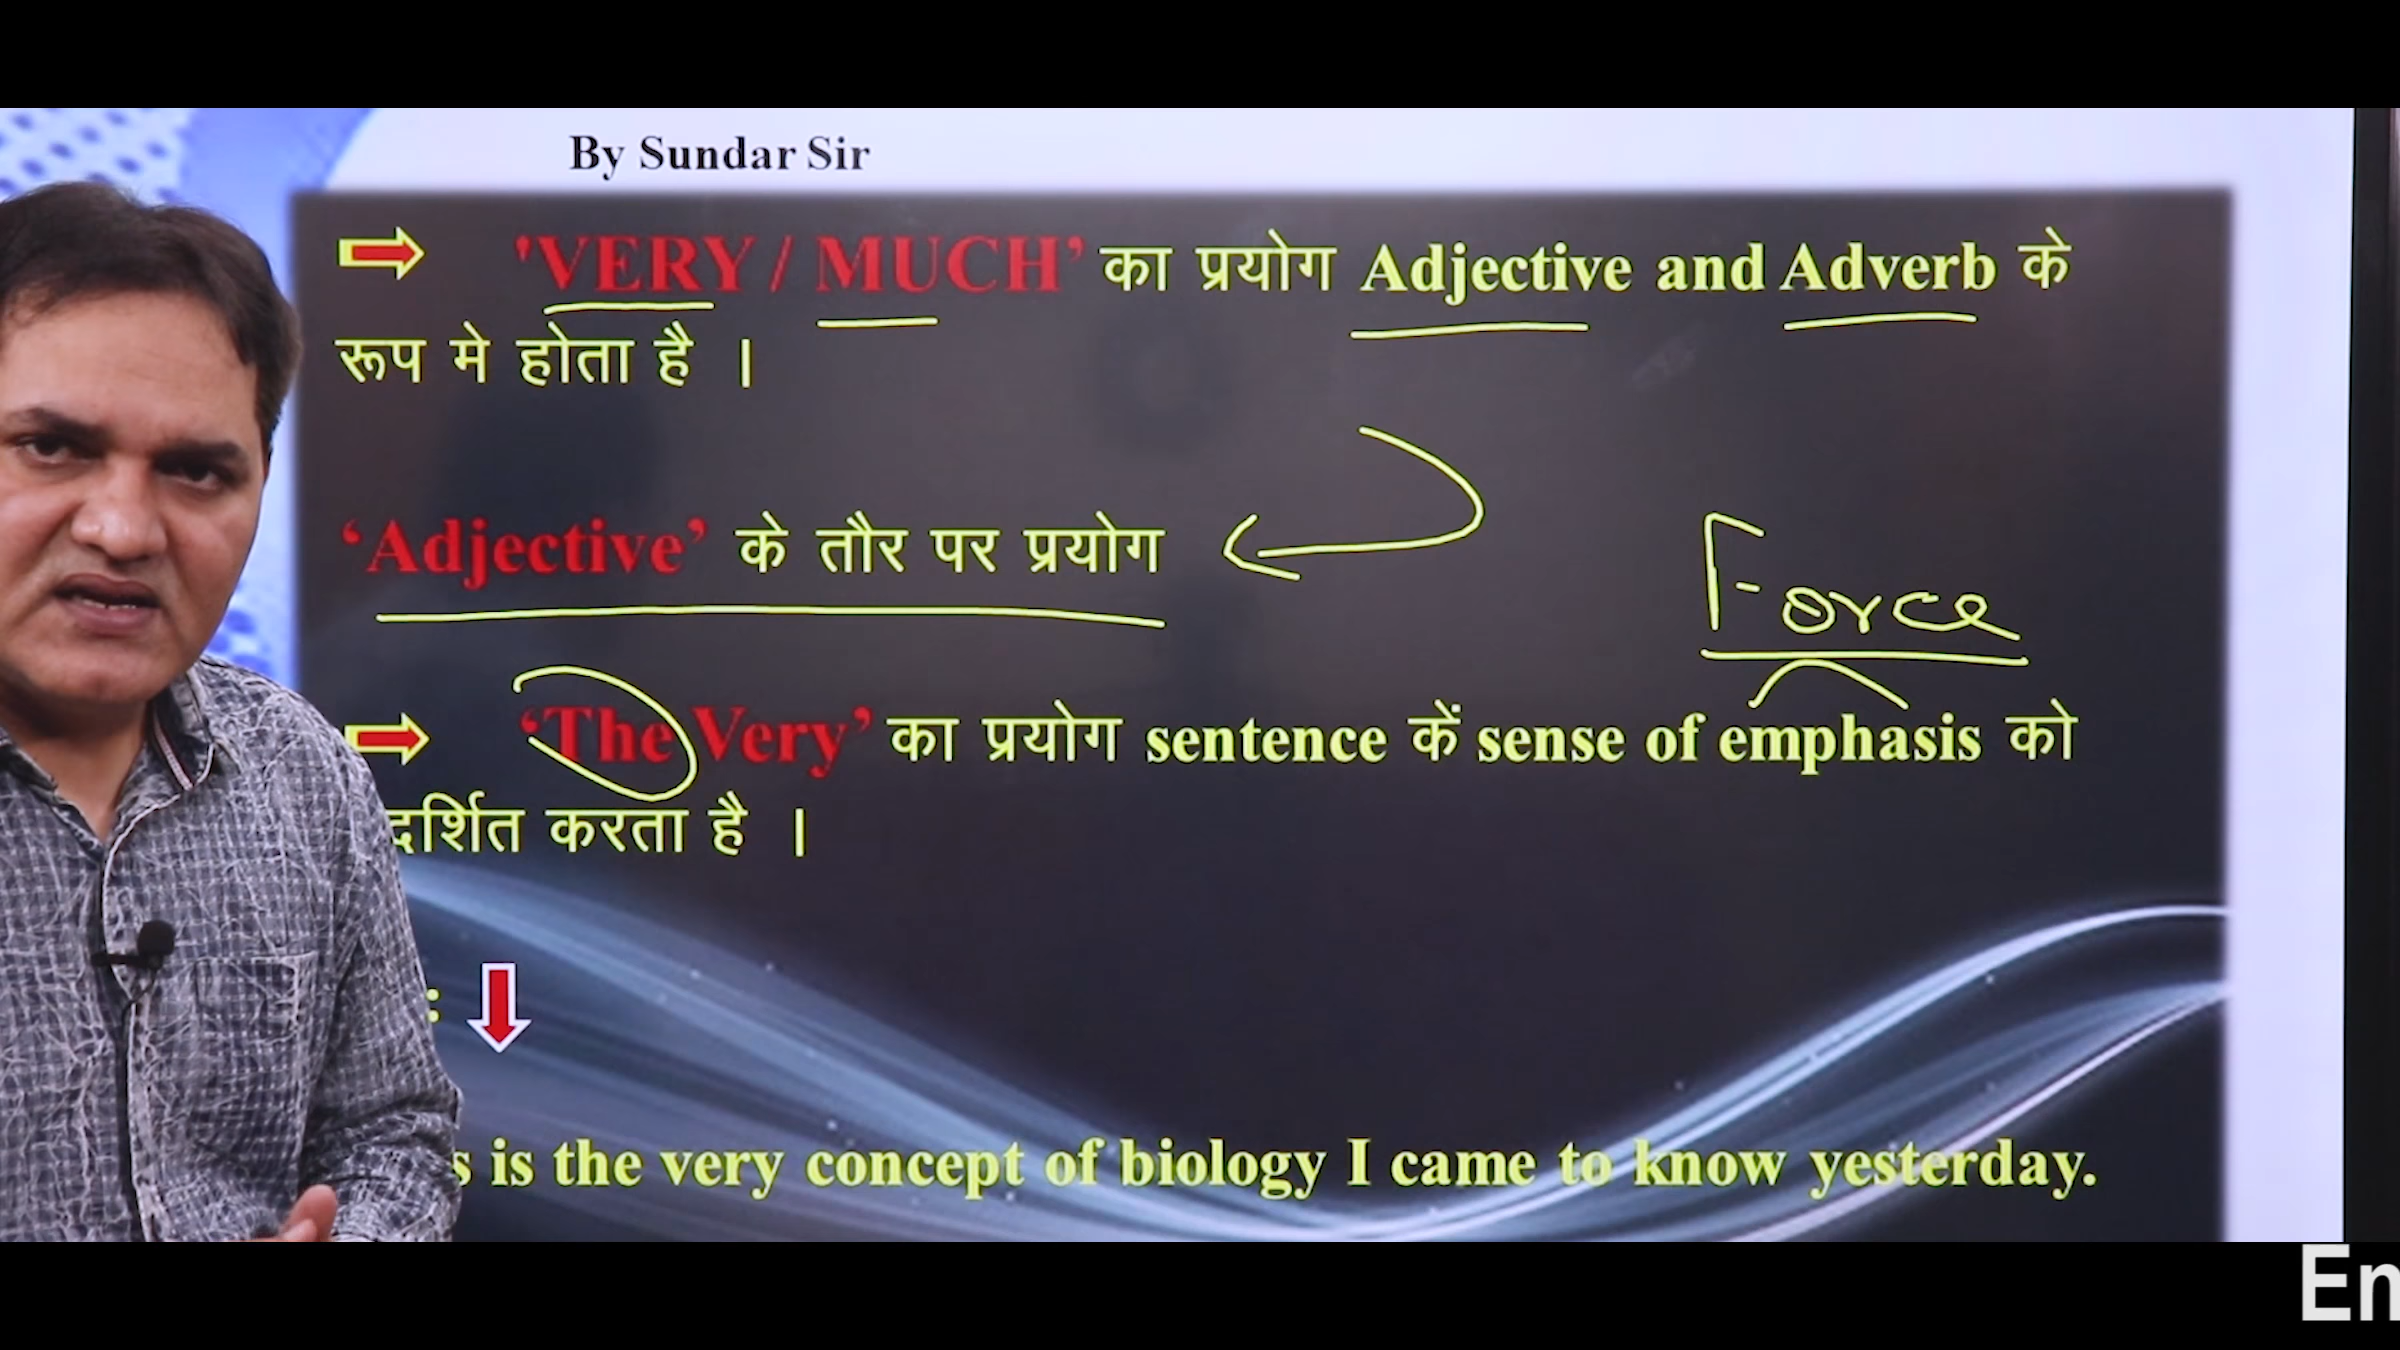 By Sundar Sir
'VERY / MUCH' का प्रयोग Adjective and Adverb के
रूप मे होता है ।
‘Adjective’ के तौर पर प्रयोग
Force
‘The Very’ का प्रयोग sentence कें sense of emphasis को
दर्शित करता है ।
:
is the very concept of biology I came to know yesterday.
En